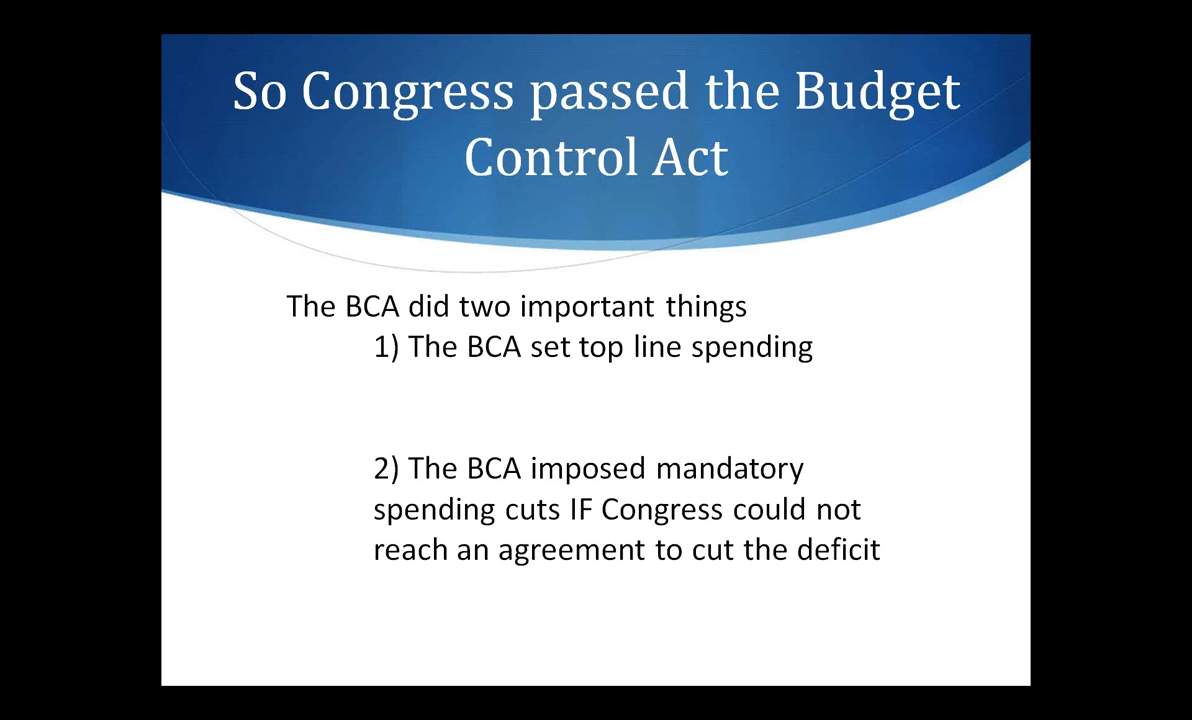 So Congress passed the Budget
Control Act
The BCA did two important things
1) The BCA set top line spending
2) The BCA imposed mandatory
spending cuts IF Congress could not
reach an agreement to cut the deficit